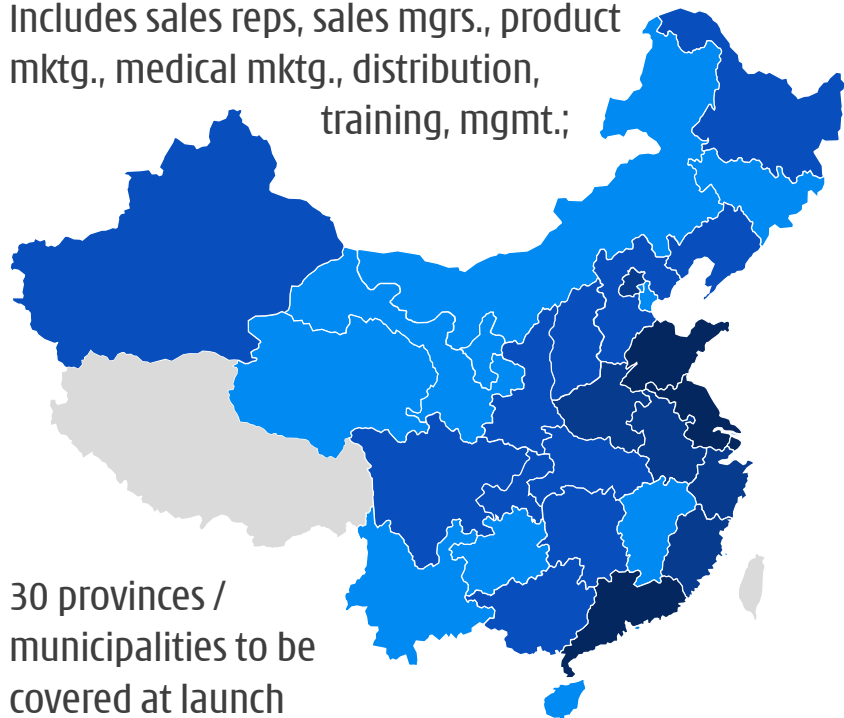 Includes sales reps, sales mgrs., product
mktg., medical mktg., distribution,
training, mgmt.;
30 provinces /
municipalities to be
covered at launch